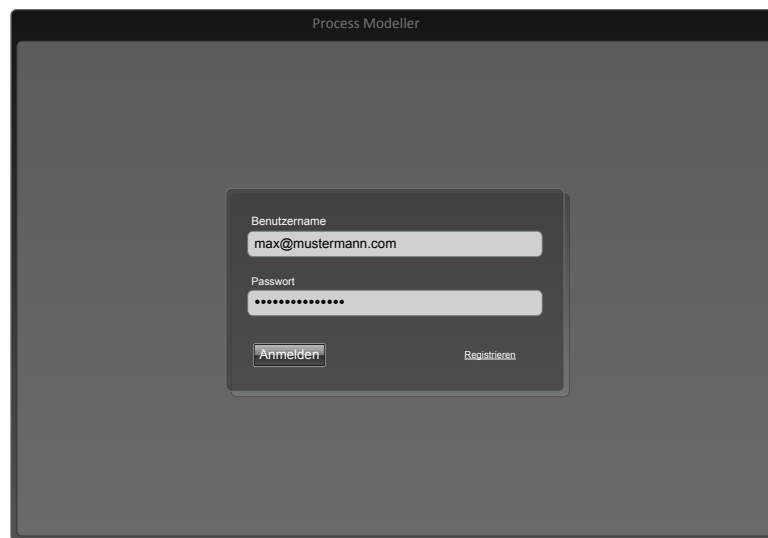 Process Modeller
Benutzername
max@mustermann.com
Passwort
•••••••••••••••
Anmelden
Registrieren